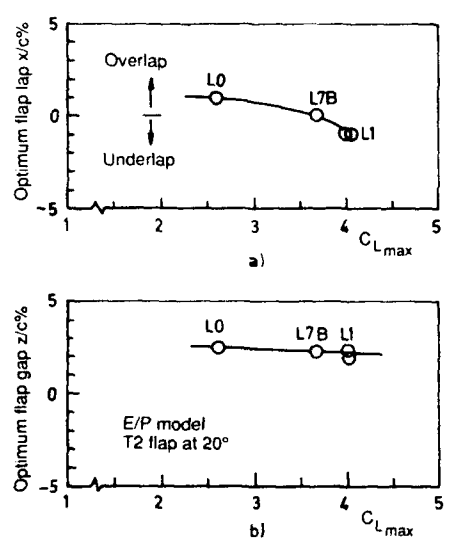 Optimum flap lap x/c%
5
0
−5
Overlap
Underlap
L0
L7B
L1
1 2 3 4 5
CLmax
a)
Optimum flap gap z/c%
5
0
−5
L0
L7B
L1
E/P model
T2 flap at 20°
1 2 3 4 5
CLmax
b)